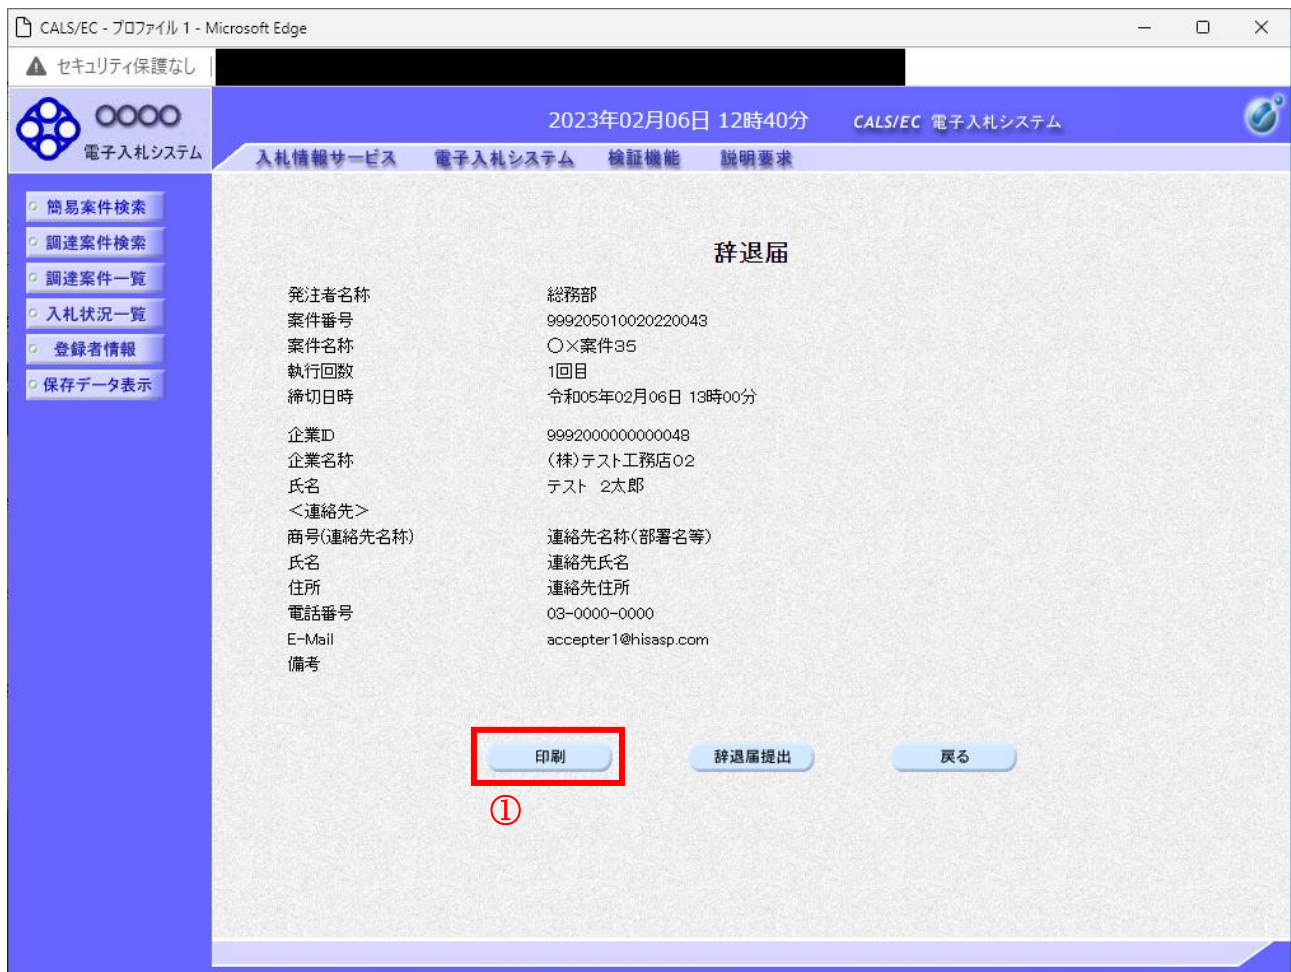 CALS/EC - プロファイル 1 - Microsoft Edge
セキュリティ保護なし
OOOO
電子入札システム
2023年02月06日 12時40分
CALS/EC 電子入札システム
入札情報サービス 電子入札システム 検証機能 説明要求
簡易案件検索
調達案件検索
調達案件一覧
入札状況一覧
登録者情報
保存データ表示
辞退届
発注者名称 総務部
案件番号 999205010020220043
案件名称 ○×案件35
執行回数 1回目
締切日時 令和05年02月06日 13時00分
企業ID 9992000000000048
企業名称 (株)テスト工務店02
氏名 テスト 2太郎
<連絡先>
商号(連絡先名称) 連絡先名称(部署名等)
氏名 連絡先氏名
住所 連絡先住所
電話番号 03-0000-0000
E-Mail accepter1@hisasp.com
備考
印刷 辞退届提出 戻る
①